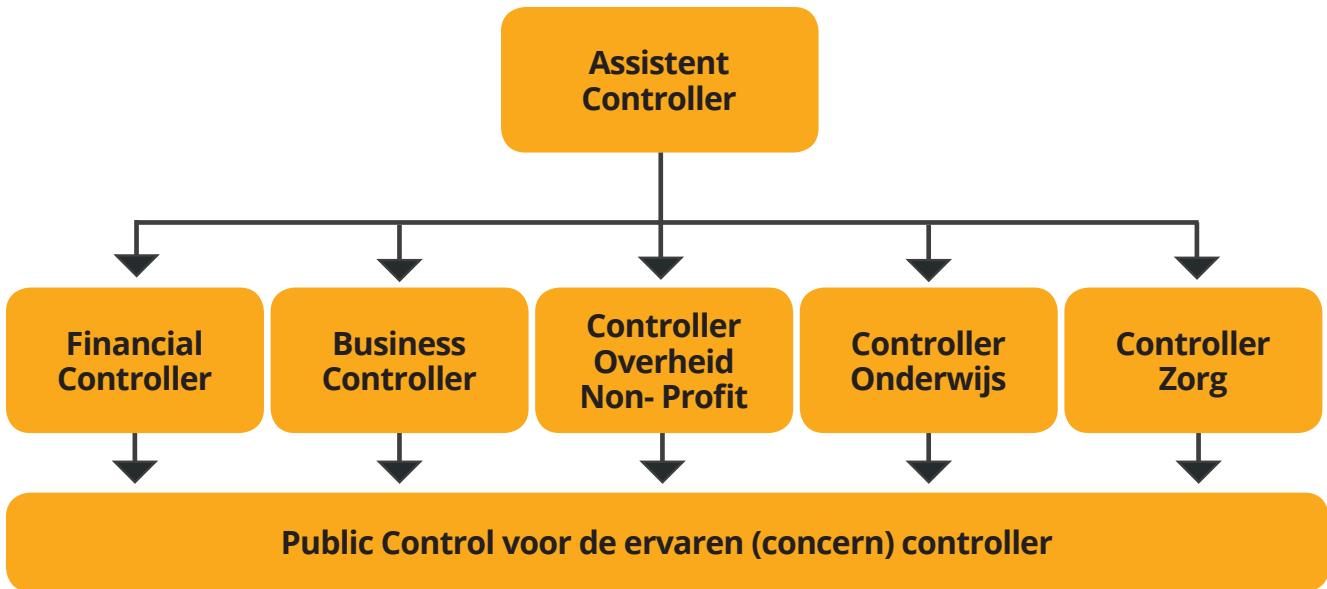 Assistent
Controller
Financial
Controller
Business
Controller
Controller
Overheid
Non- Profit
Controller
Onderwijs
Controller
Zorg
Public Control voor de ervaren (concern) controller